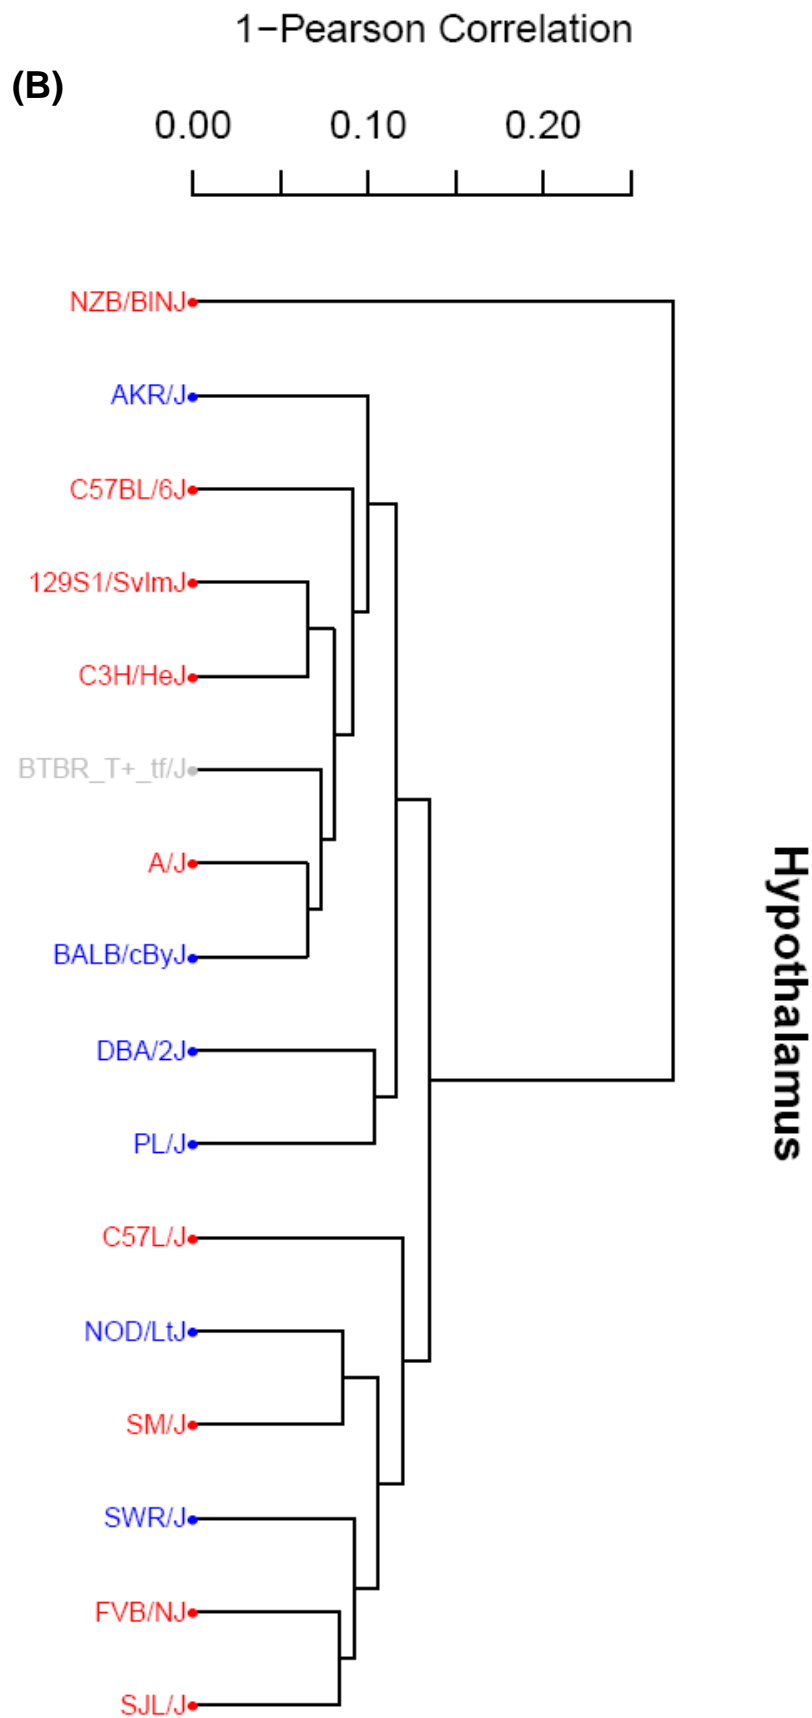 1−Pearson Correlation
(B)
0.00 0.10 0.20
NZB/BINJ
AKR/J
C57BL/6J
129S1/SvImJ
C3H/HeJ
BTBR_T+_tf/J
A/J
BALB/cByJ
DBA/2J
PL/J
C57L/J
NOD/LtJ
SM/J
SWR/J
FVB/NJ
SJL/J
Hypothalamus